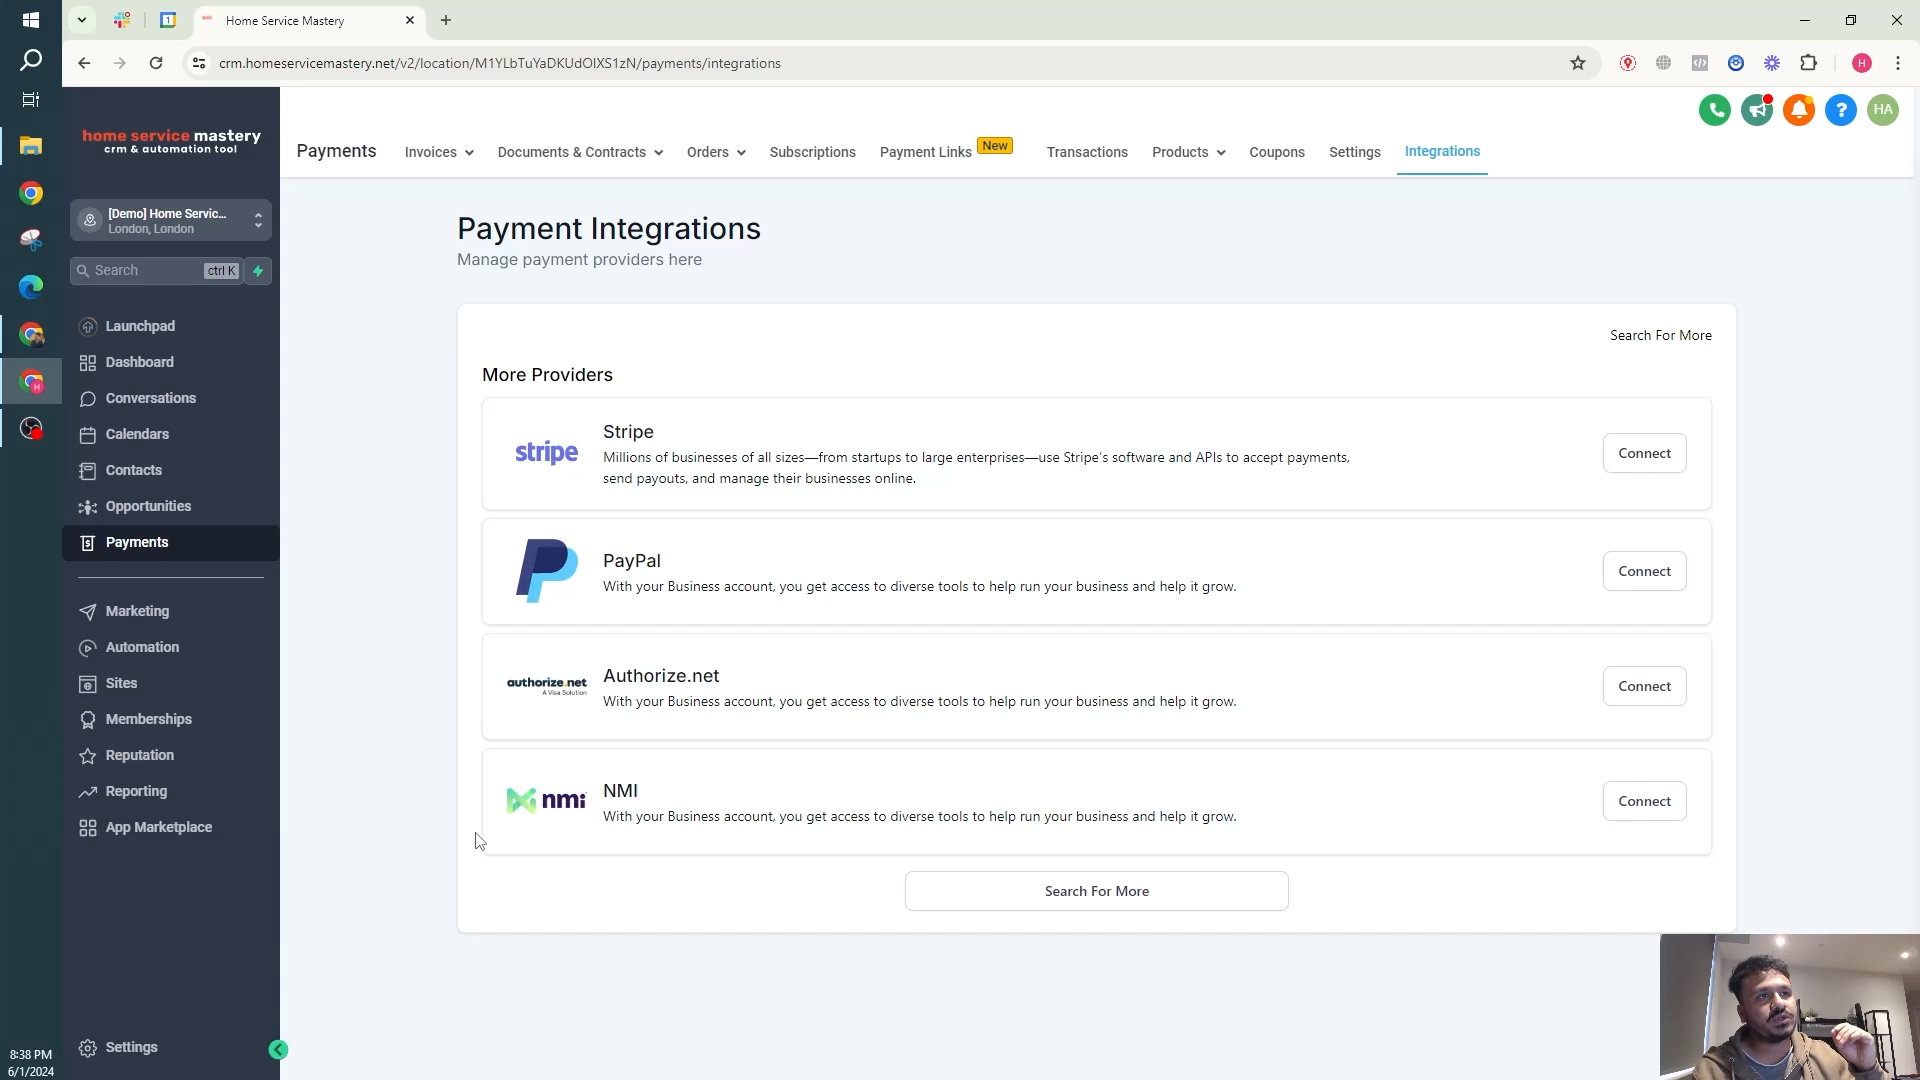 1
Home Service Mastery
crm.homeservicemastery.net/v2/location/M1YLbTuYaDKUdOlXS1zN/payments/integrations
H
home service mastery
crm & automation tool
HA
Payments
Invoices
Documents & Contracts
Orders
Subscriptions
Payment Links
New
Transactions
Products
Coupons
Settings
Integrations
[Demo] Home Servic...
London, London
Search
ctrl K
Launchpad
Dashboard
Conversations
Calendars
Contacts
Opportunities
Payments
Marketing
Automation
Sites
Memberships
Reputation
Reporting
App Marketplace
Settings
Payment Integrations
Manage payment providers here
Search For More
More Providers
stripe
Stripe
Millions of businesses of all sizes—from startups to large enterprises—use Stripe's software and APIs to accept payments,
send payouts, and manage their businesses online.
Connect
PayPal
With your Business account, you get access to diverse tools to help run your business and help it grow.
Connect
authorize.net
A Visa Solution
Authorize.net
With your Business account, you get access to diverse tools to help run your business and help it grow.
Connect
nmi
NMI
With your Business account, you get access to diverse tools to help run your business and help it grow.
Connect
Search For More
8:38 PM
6/1/2024